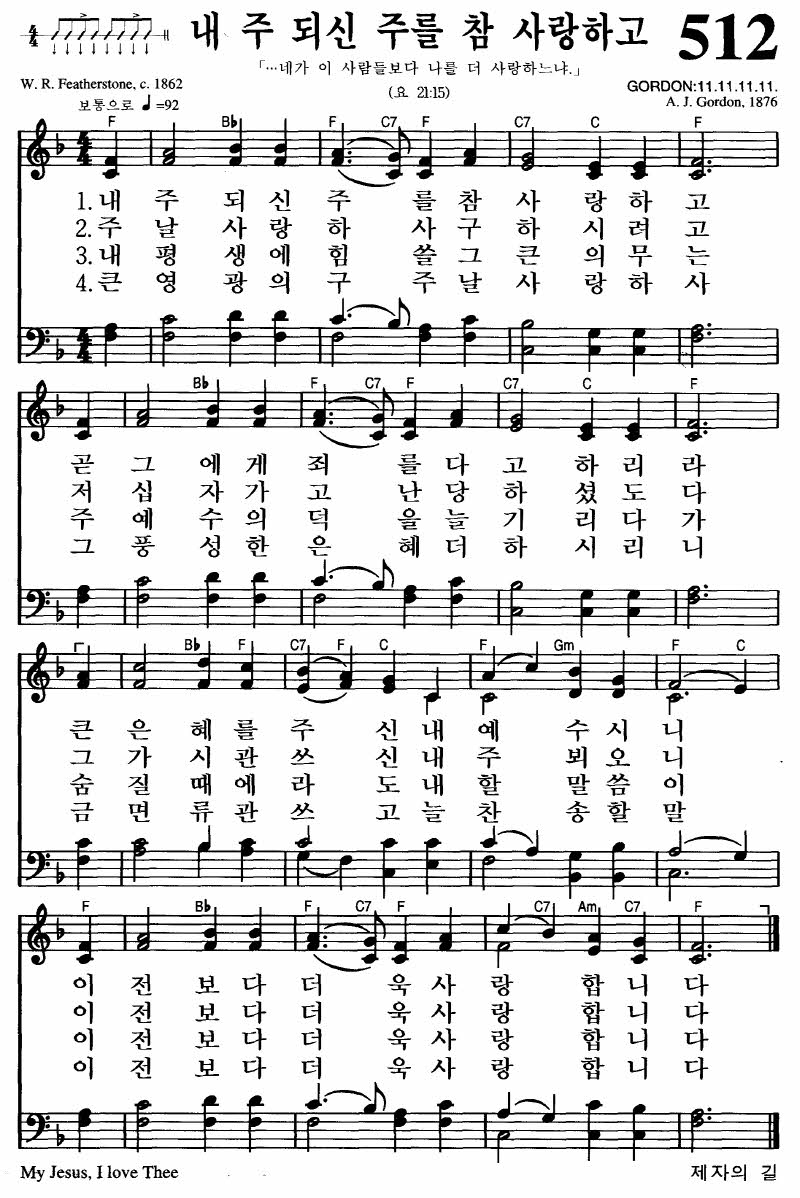 내 주 되신 주를 참 사랑하고 512
「…네가 이 사람들보다 나를 더 사랑하느냐.」
(요 21:15)
W. R. Featherstone, c. 1862
GORDON:11.11.11.11.
보통으로 ♩=92
A. J. Gordon, 1876
F B♭ F C7 F C7 C F
1. 내 주 되 신 주 를 참 사 랑 하 고
2. 주 날 사 랑 하 사 구 하 시 려 고
3. 내 평 생 에 힘 쓸 그 큰 의 무 는
4. 큰 영 광 의 구 주 날 사 랑 하 사
B♭ F C7 F C7 C F
곧 그 에 게 죄 를 다 고 하 리 라
저 십 자 가 고 난 당 하 셨 도 다
주 예 수 의 덕 을 늘 기 리 다 가
그 풍 성 한 은 혜 더 하 시 리 니
B♭ F C7 F C F Gm F C
큰 은 혜 를 주 신 내 예 수 시 니
그 가 시 관 쓰 신 내 주 뵈 오 니
숨 질 때 에 라 도 내 할 말 씀 이
금 면 류 관 쓰 고 늘 찬 송 할 말
F B♭ F C7 F C7 Am C7 F
이 전 보 다 더 욱 사 랑 합 니 다
이 전 보 다 더 욱 사 랑 합 니 다
이 전 보 다 더 욱 사 랑 합 니 다
이 전 보 다 더 욱 사 랑 합 니 다
My Jesus, I love Thee
제자의 길